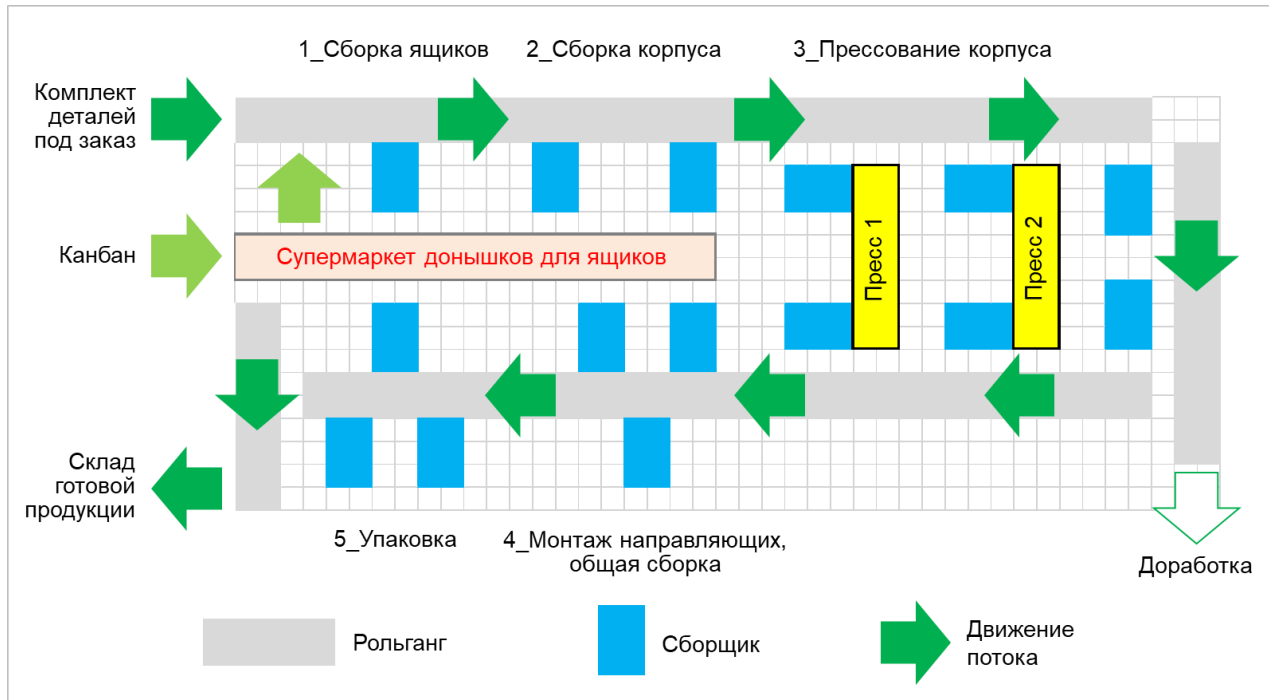 1_Сборка ящиков
2_Сборка корпуса
3_Прессование корпуса
Комплект
деталей
под заказ
Канбан
Супермаркет донышков для ящиков
Пресс 1
Пресс 2
Склад
готовой
продукции
5_Упаковка
4_Монтаж направляющих,
общая сборка
Доработка
Рольганг
Сборщик
Движение
потока